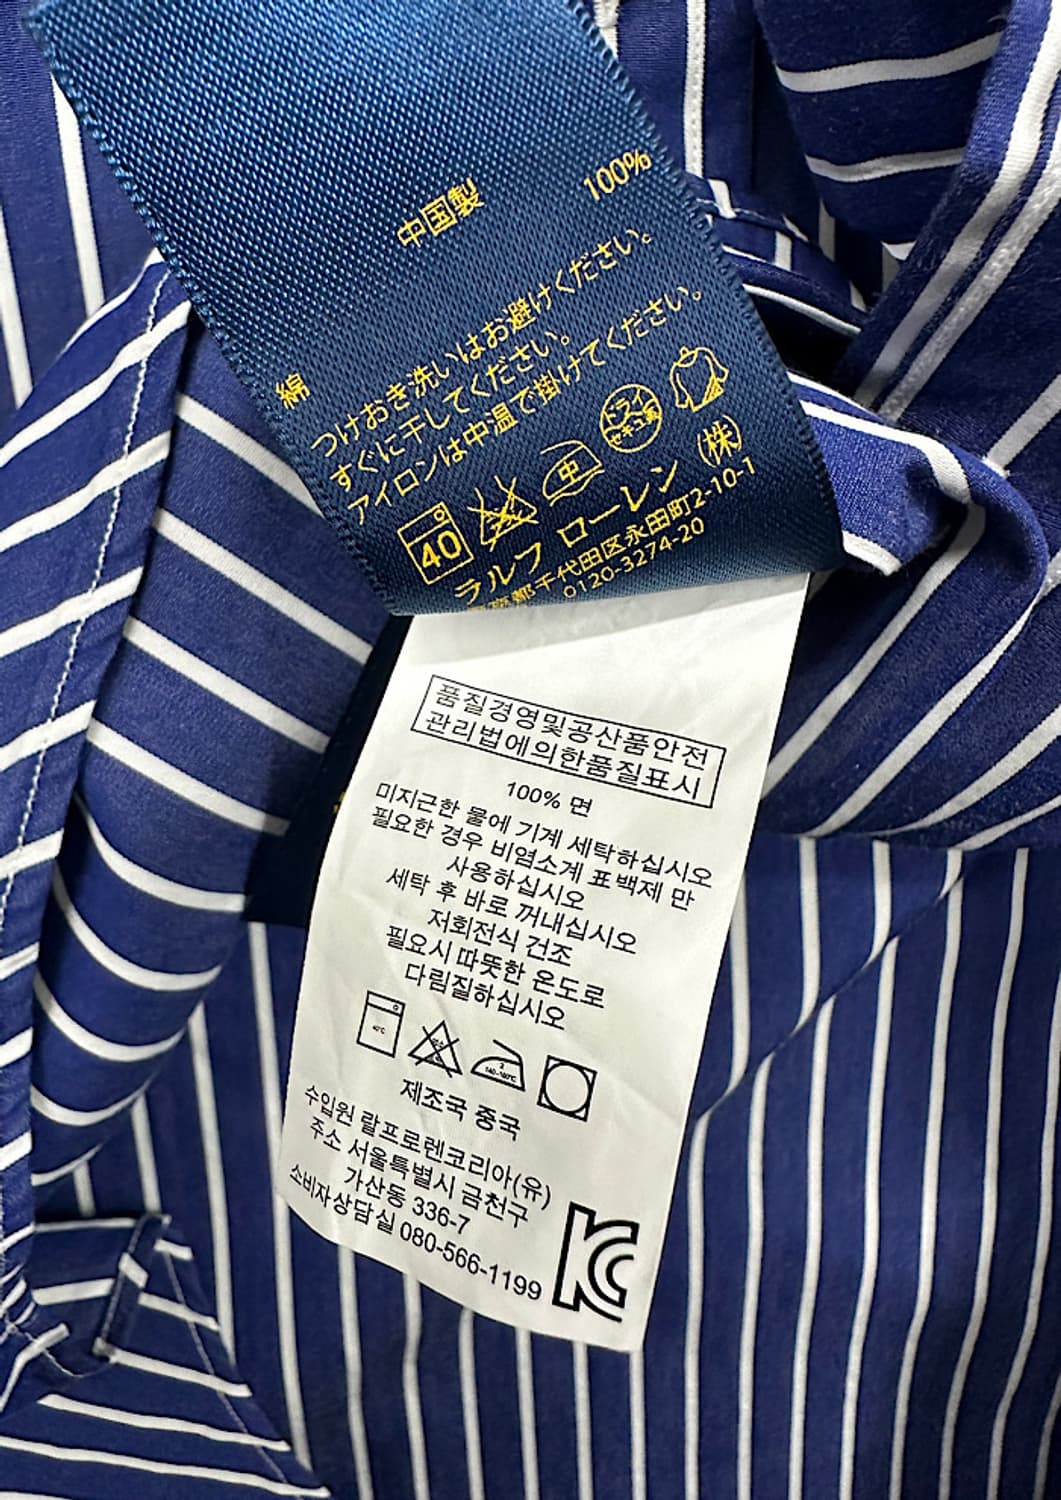 中国製
綿 100%
つけおき洗いはお避けください。
すぐに干してください。
アイロンは中温で掛けてください。
40
中
ドライ
セキユ系
ラルフ ローレン (株)
東京都千代田区永田町2-10-1
0120-3274-20
품질경영및공산품안전
관리법에의한품질표시
100% 면
미지근한 물에 기계 세탁하십시오
필요한 경우 비염소계 표백제 만
사용하십시오
세탁 후 바로 꺼내십시오
저회전식 건조
필요시 따뜻한 온도로
다림질하십시오
40℃
2
140~160℃
제조국 중국
수입원 랄프로렌코리아(유)
주소 서울특별시 금천구
가산동 336-7
소비자상담실 080-566-1199
KC